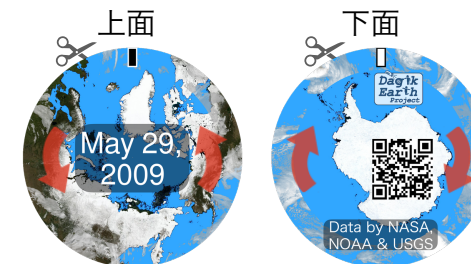 上面
下面
May 29,
2009
Dagik
Earth
Project
Data by NASA,
NOAA & USGS